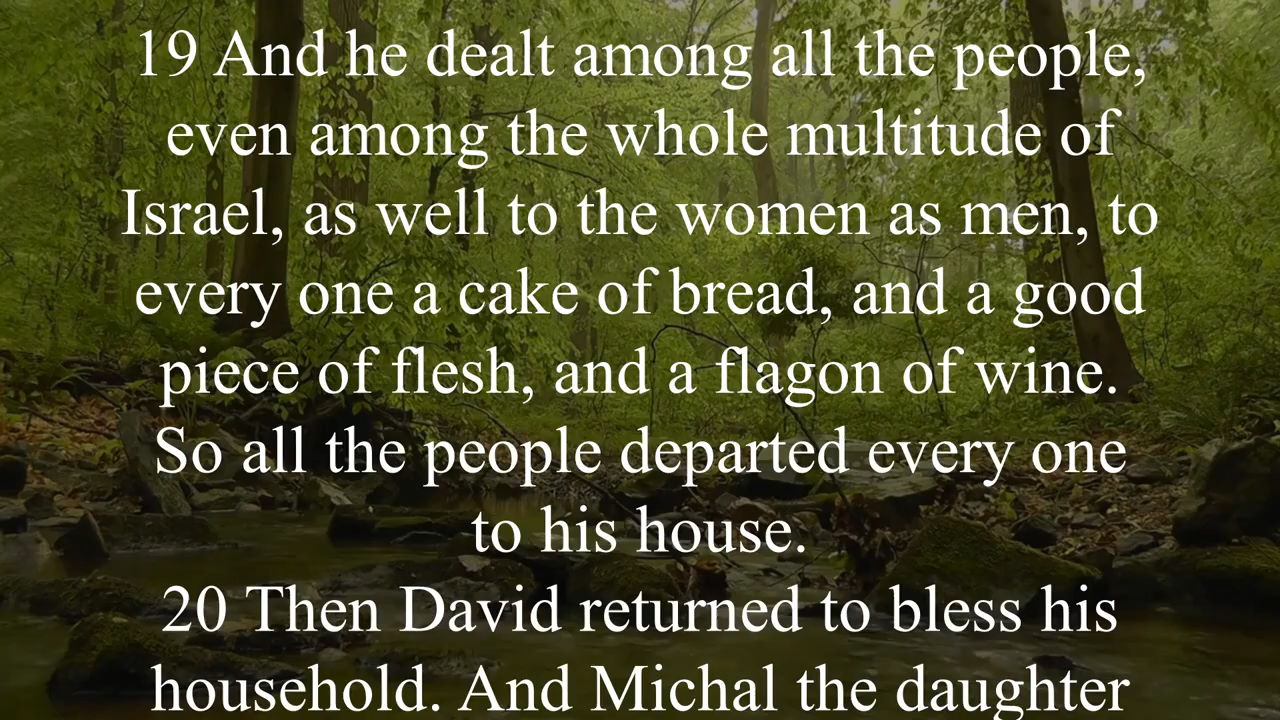 19 And he dealt among all the people,
even among the whole multitude of
Israel, as well to the women as men, to
every one a cake of bread, and a good
piece of flesh, and a flagon of wine.
So all the people departed every one
to his house.
20 Then David returned to bless his
household. And Michal the daughter